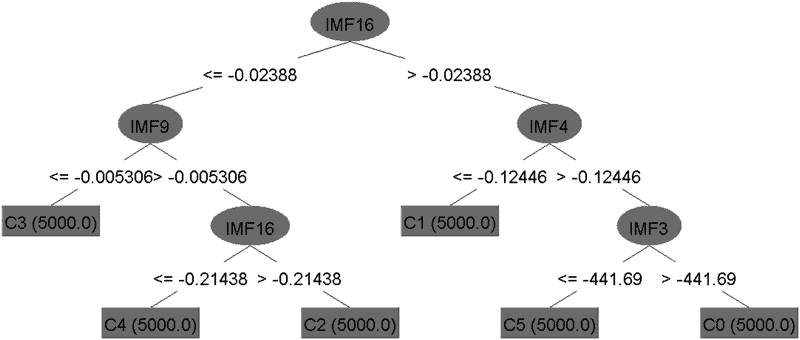 IMF16
<= -0.02388 > -0.02388
IMF9 IMF4
<= -0.005306 > -0.005306 <= -0.12446 > -0.12446
C3 (5000.0) IMF16 C1 (5000.0) IMF3
<= -0.21438 > -0.21438 <= -441.69 > -441.69
C4 (5000.0) C2 (5000.0) C5 (5000.0) C0 (5000.0)